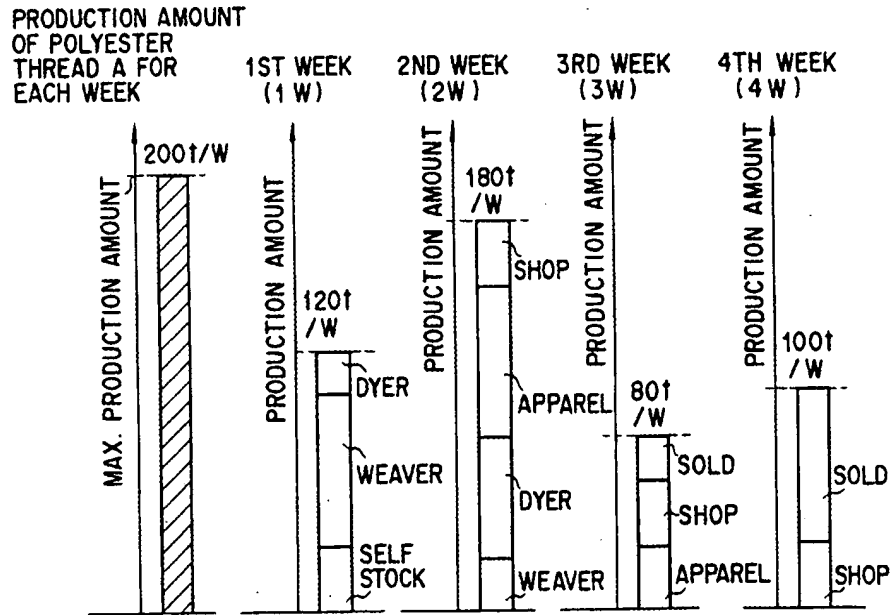 PRODUCTION AMOUNT
OF POLYESTER
THREAD A FOR
EACH WEEK
1ST WEEK
(1W)
2ND WEEK
(2W)
3RD WEEK
(3W)
4TH WEEK
(4W)
MAX. PRODUCTION AMOUNT
200t/W
PRODUCTION AMOUNT
120t
/W
DYER
WEAVER
SELF
STOCK
PRODUCTION AMOUNT
180t
/W
SHOP
APPAREL
DYER
WEAVER
PRODUCTION AMOUNT
80t
/W
SOLD
SHOP
APPAREL
PRODUCTION AMOUNT
100t
/W
SOLD
SHOP